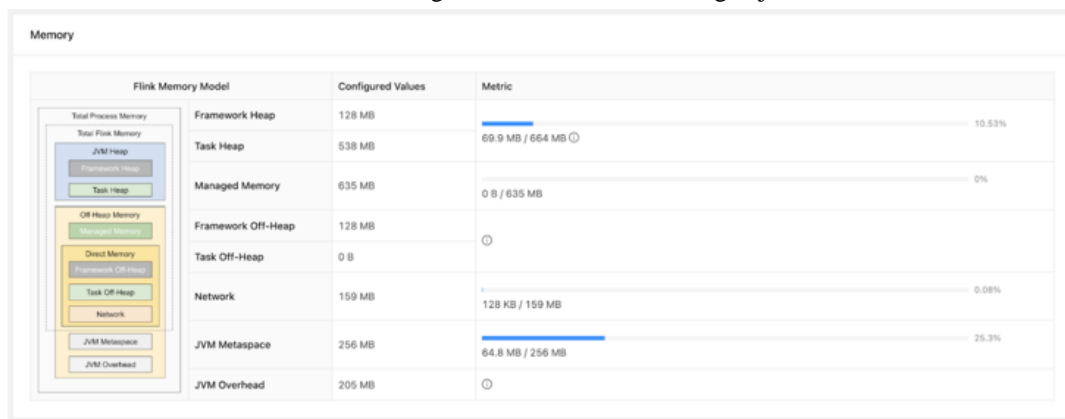 Memory
Flink Memory Model Configured Values Metric
Total Process Memory
Total Flink Memory
JVM Heap
Framework Heap
Task Heap
Off-Heap Memory
Managed Memory
Direct Memory
Framework Off-Heap
Task Off-Heap
Network
JVM Metaspace
JVM Overhead
Framework Heap 128 MB
Task Heap 538 MB
10.53%
69.9 MB / 664 MB
Managed Memory 635 MB
0%
0 B / 635 MB
Framework Off-Heap 128 MB
Task Off-Heap 0 B
Network 159 MB
0.08%
128 KB / 159 MB
JVM Metaspace 256 MB
25.3%
64.8 MB / 256 MB
JVM Overhead 205 MB